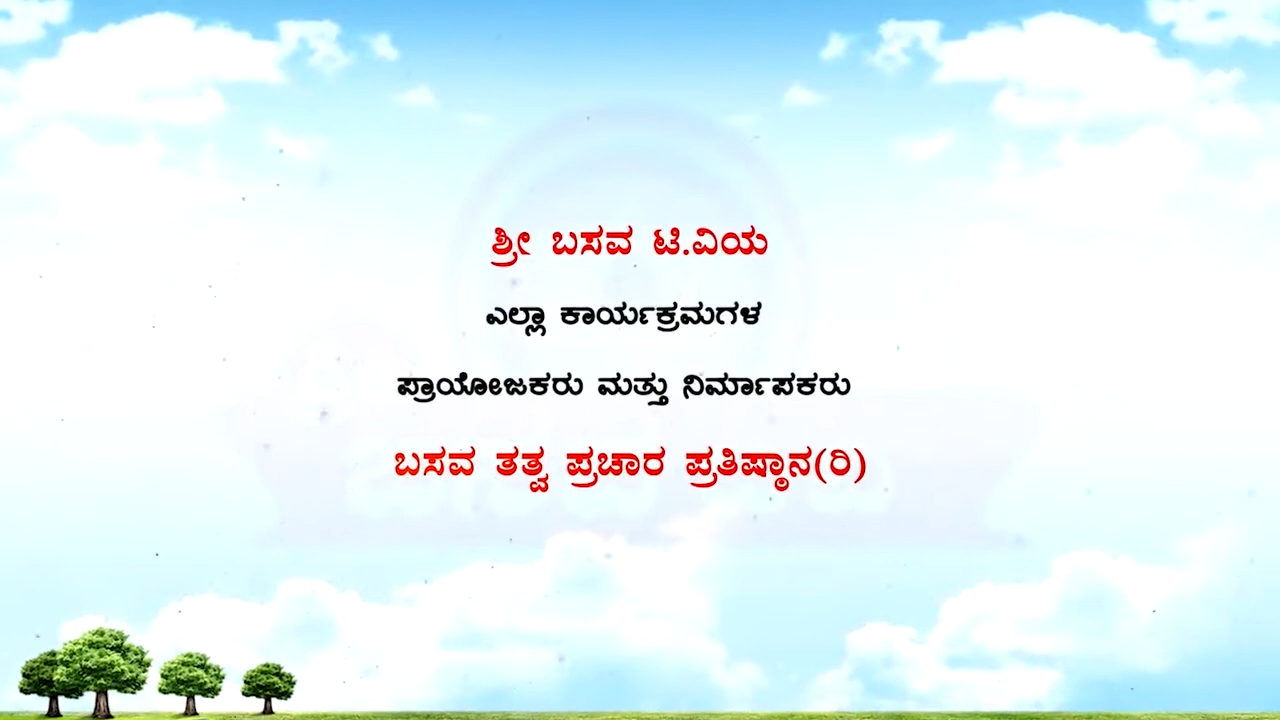 ಶ್ರೀ ಬಸವ ಟಿ.ವಿಯ
ಎಲ್ಲಾ ಕಾರ್ಯಕ್ರಮಗಳ
ಪ್ರಾಯೋಜಕರು ಮತ್ತು ನಿರ್ಮಾಪಕರು
ಬಸವ ತತ್ವ ಪ್ರಚಾರ ಪ್ರತಿಷ್ಠಾನ(ರಿ)